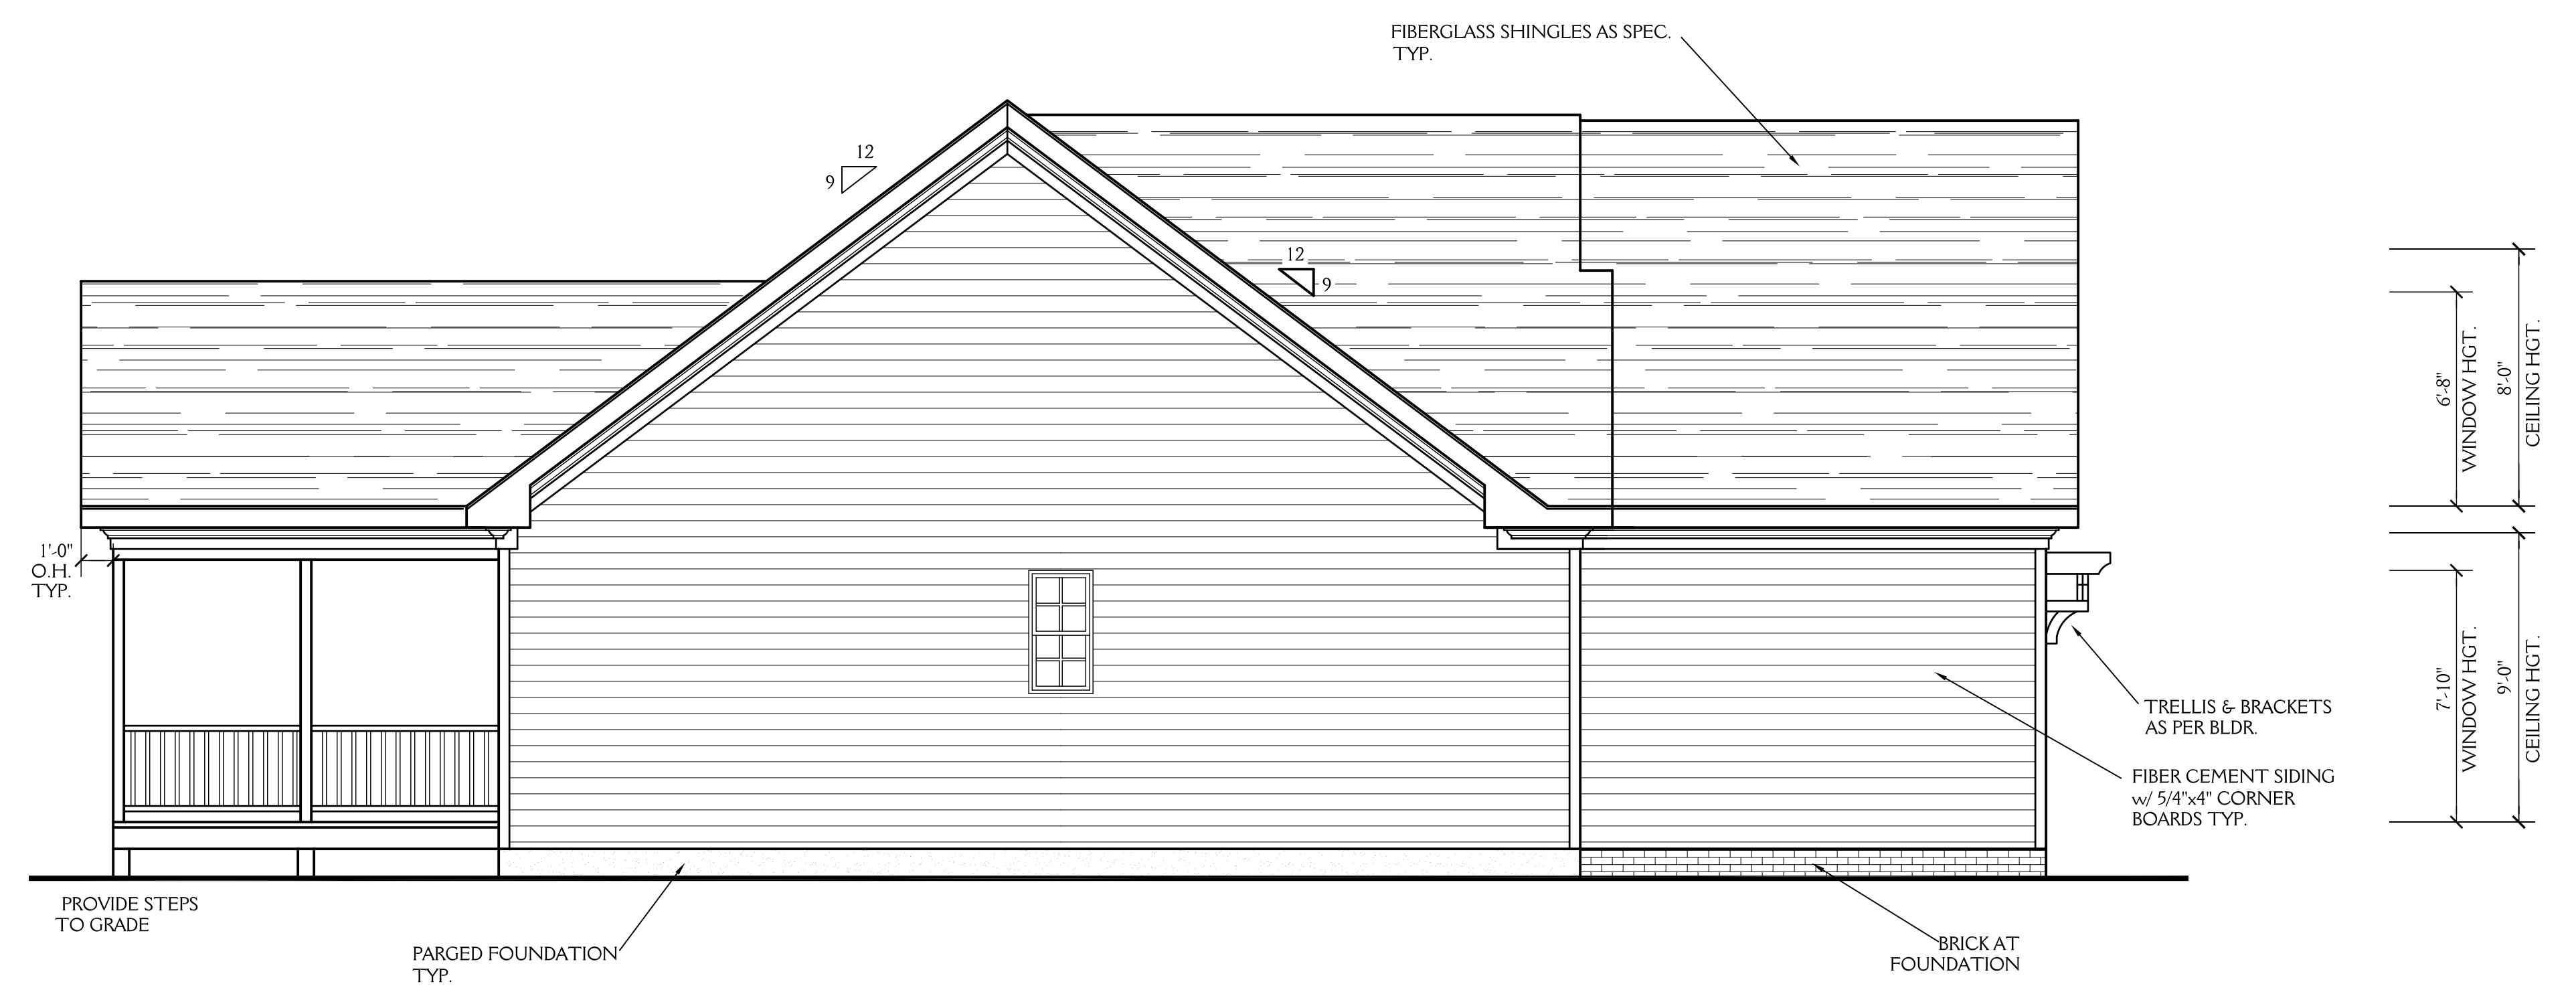 FIBERGLASS SHINGLES AS SPEC.
TYP.
12
9
12
9
1'-0"
O.H.
TYP.
6'-8"
WINDOW HGT.
8'-0"
CEILING HGT.
7'-10"
WINDOW HGT.
9'-0"
CEILING HGT.
TRELLIS & BRACKETS
AS PER BLDR.
FIBER CEMENT SIDING
w/ 5/4"x4" CORNER
BOARDS TYP.
PROVIDE STEPS
TO GRADE
PARGED FOUNDATION
TYP.
BRICK AT
FOUNDATION